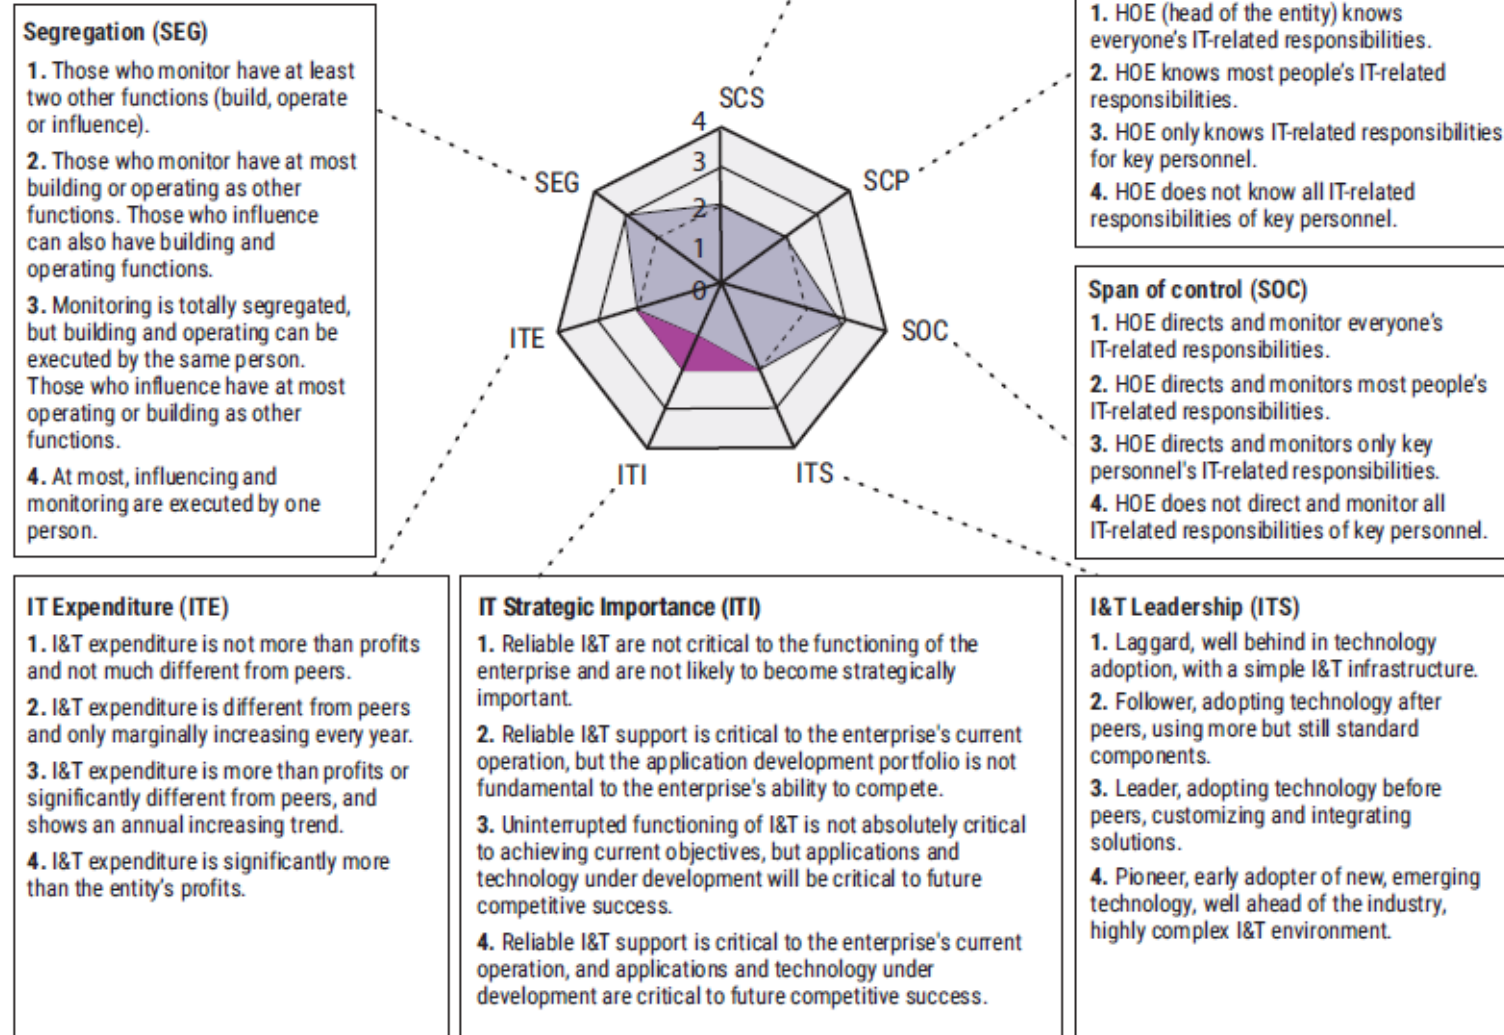 Segregation (SEG)
1. Those who monitor have at least
two other functions (build, operate
or influence).
2. Those who monitor have at most
building or operating as other
functions. Those who influence
can also have building and
operating functions.
3. Monitoring is totally segregated,
but building and operating can be
executed by the same person.
Those who influence have at most
operating or building as other
functions.
4. At most, influencing and
monitoring are executed by one
person.
SCS
4
3
2
1
0
SEG
SCP
ITE
SOC
ITI
ITS
1. HOE (head of the entity) knows
everyone's IT-related responsibilities.
2. HOE knows most people's IT-related
responsibilities.
3. HOE only knows IT-related responsibilities
for key personnel.
4. HOE does not know all IT-related
responsibilities of key personnel.
Span of control (SOC)
1. HOE directs and monitor everyone's
IT-related responsibilities.
2. HOE directs and monitors most people's
IT-related responsibilities.
3. HOE directs and monitors only key
personnel's IT-related responsibilities.
4. HOE does not direct and monitor all
IT-related responsibilities of key personnel.
IT Expenditure (ITE)
1. I&T expenditure is not more than profits
and not much different from peers.
2. I&T expenditure is different from peers
and only marginally increasing every year.
3. I&T expenditure is more than profits or
significantly different from peers, and
shows an annual increasing trend.
4. I&T expenditure is significantly more
than the entity's profits.
IT Strategic Importance (ITI)
1. Reliable I&T are not critical to the functioning of the
enterprise and are not likely to become strategically
important.
2. Reliable I&T support is critical to the enterprise's current
operation, but the application development portfolio is not
fundamental to the enterprise's ability to compete.
3. Uninterrupted functioning of I&T is not absolutely critical
to achieving current objectives, but applications and
technology under development will be critical to future
competitive success.
4. Reliable I&T support is critical to the enterprise's current
operation, and applications and technology under
development are critical to future competitive success.
I&T Leadership (ITS)
1. Laggard, well behind in technology
adoption, with a simple I&T infrastructure.
2. Follower, adopting technology after
peers, using more but still standard
components.
3. Leader, adopting technology before
peers, customizing and integrating
solutions.
4. Pioneer, early adopter of new, emerging
technology, well ahead of the industry,
highly complex I&T environment.